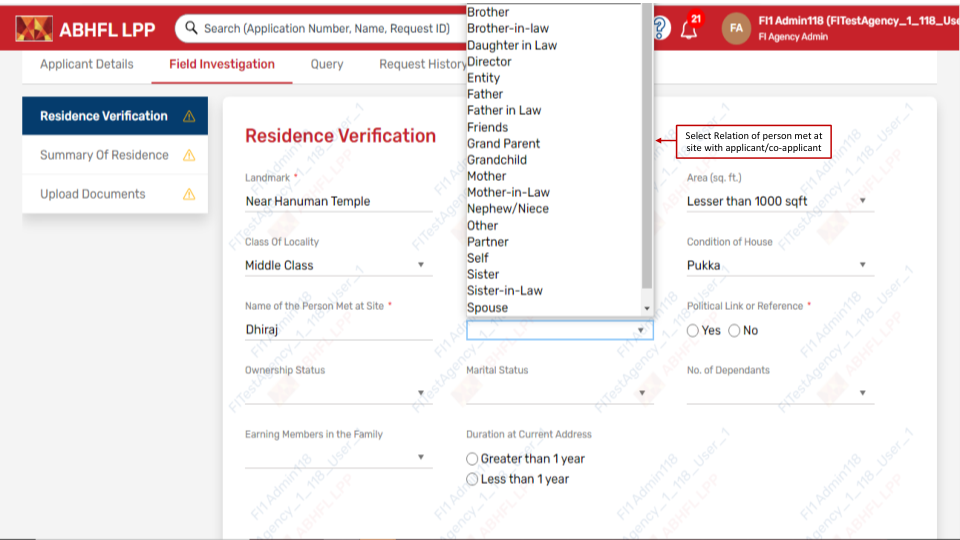 ABHFL LPP
Search (Application Number, Name, Request ID)
21
FA
FI1 Admin118 (FITestAgency_1_118_Use
FI Agency Admin
Applicant Details
Field Investigation
Query
Request History
Residence Verification
Summary Of Residence
Upload Documents
Residence Verification
Brother
Brother-in-law
Daughter in Law
Director
Entity
Father
Father in Law
Friends
Grand Parent
Grandchild
Mother
Mother-in-Law
Nephew/Niece
Other
Partner
Self
Sister
Sister-in-Law
Spouse
Select Relation of person met at
site with applicant/co-applicant
Landmark *
Near Hanuman Temple
Area (sq. ft.)
Lesser than 1000 sqft
Class Of Locality
Middle Class
Condition of House
Pukka
Name of the Person Met at Site *
Dhiraj
Political Link or Reference *
Yes
No
Ownership Status
Marital Status
No. of Dependants
Earning Members in the Family
Duration at Current Address
Greater than 1 year
Less than 1 year